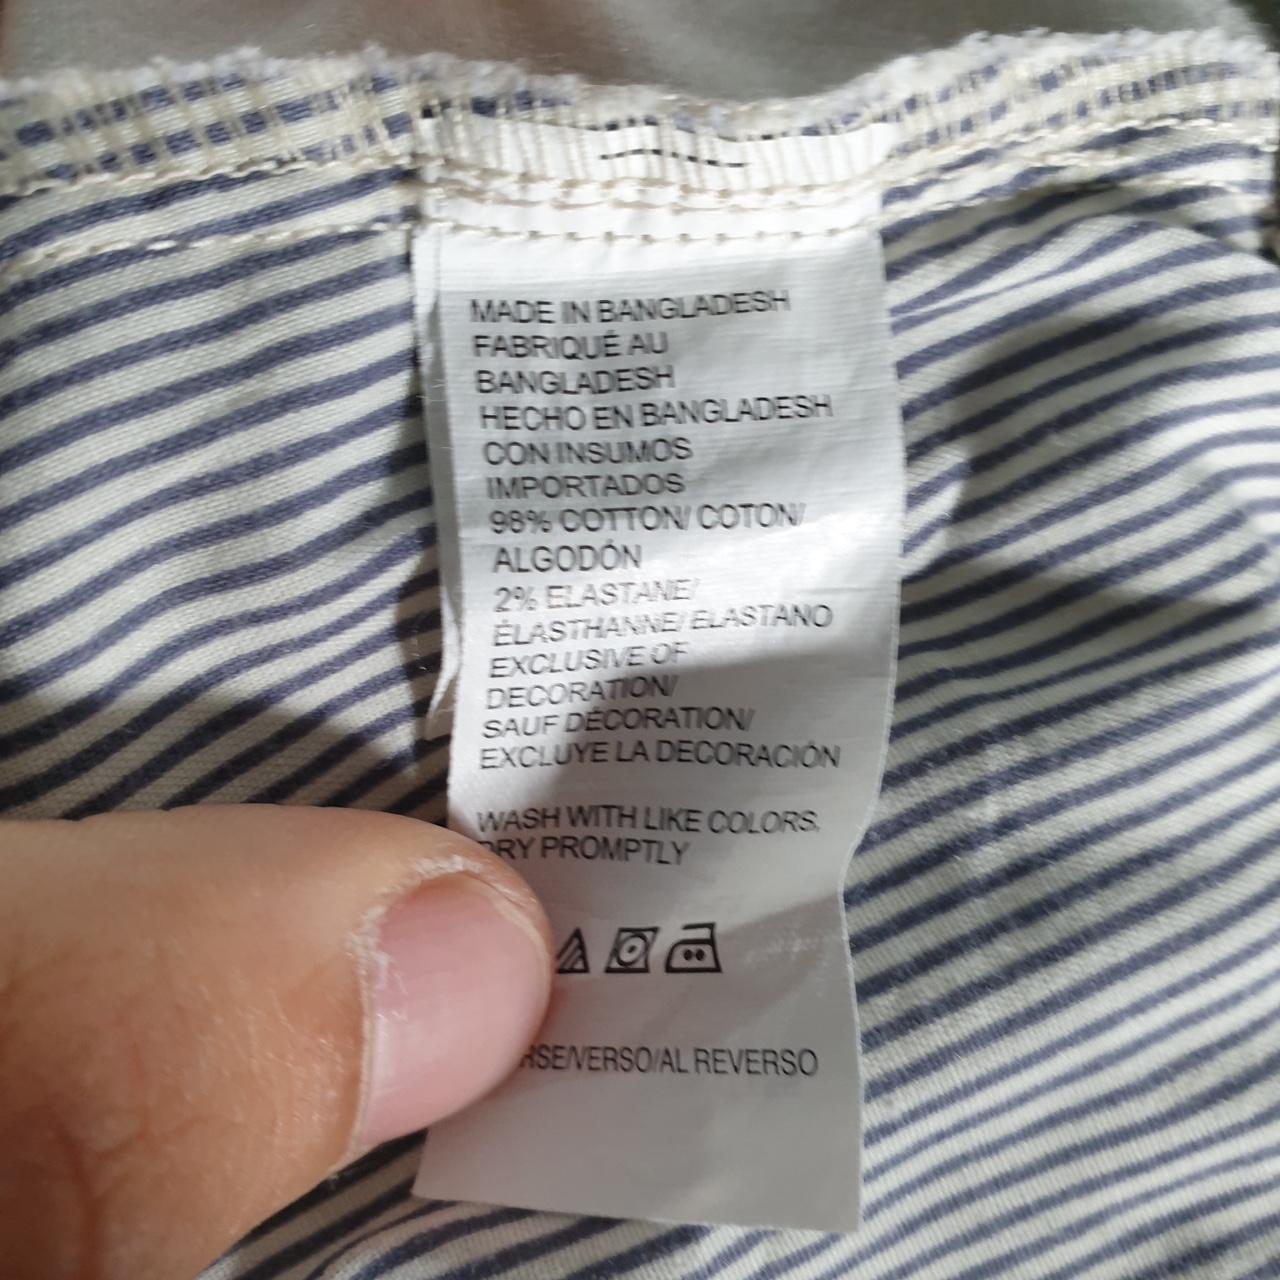 MADE IN BANGLADESH
FABRIQUÉ AU
BANGLADESH
HECHO EN BANGLADESH
CON INSUMOS
IMPORTADOS
98% COTTON/ COTON/
ALGODÓN
2% ELASTANE/
ÉLASTHANNE/ ELASTANO
EXCLUSIVE OF
DECORATION/
SAUF DÉCORATION/
EXCLUYE LA DECORACIÓN
WASH WITH LIKE COLORS,
DRY PROMPTLY
RSE/VERSO/AL REVERSO